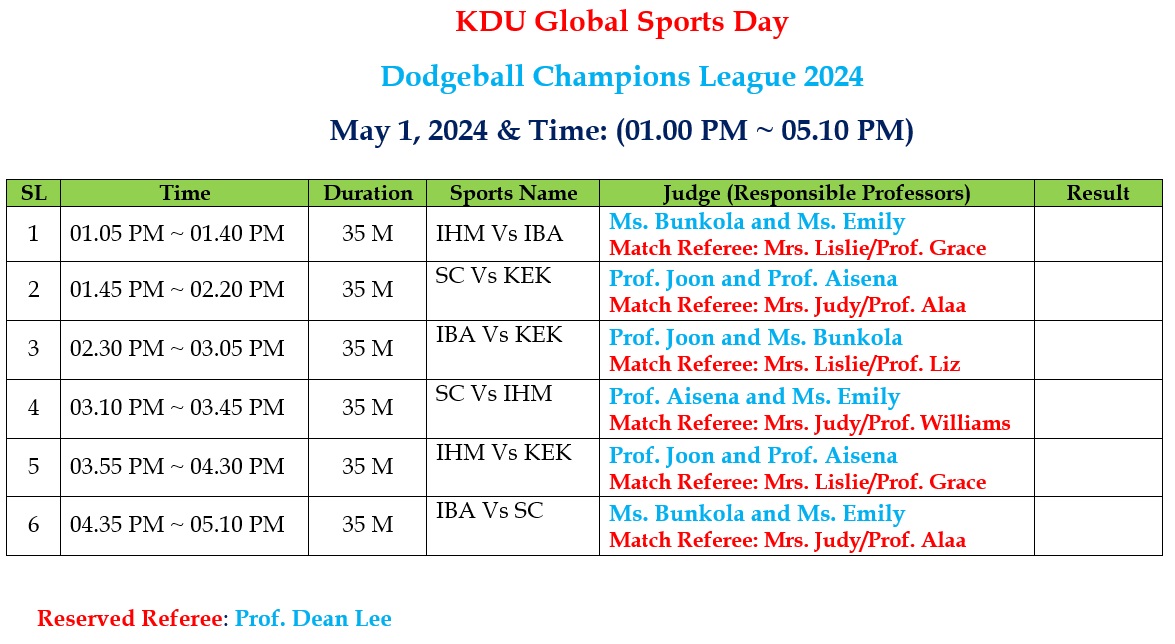 KDU Global Sports Day
Dodgeball Champions League 2024
May 1, 2024 & Time: (01.00 PM ~ 05.10 PM)
SL Time Duration Sports Name Judge (Responsible Professors) Result
1 01.05 PM ~ 01.40 PM 35 M IHM Vs IBA Ms. Bunkola and Ms. Emily
Match Referee: Mrs. Lislie/Prof. Grace
2 01.45 PM ~ 02.20 PM 35 M SC Vs KEK Prof. Joon and Prof. Aisena
Match Referee: Mrs. Judy/Prof. Alaa
3 02.30 PM ~ 03.05 PM 35 M IBA Vs KEK Prof. Joon and Ms. Bunkola
Match Referee: Mrs. Lislie/Prof. Liz
4 03.10 PM ~ 03.45 PM 35 M SC Vs IHM Prof. Aisena and Ms. Emily
Match Referee: Mrs. Judy/Prof. Williams
5 03.55 PM ~ 04.30 PM 35 M IHM Vs KEK Prof. Joon and Prof. Aisena
Match Referee: Mrs. Lislie/Prof. Grace
6 04.35 PM ~ 05.10 PM 35 M IBA Vs SC Ms. Bunkola and Ms. Emily
Match Referee: Mrs. Judy/Prof. Alaa
Reserved Referee: Prof. Dean Lee